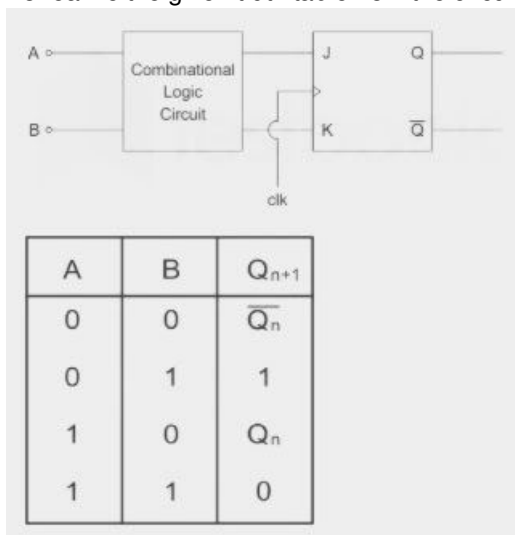 A J Q
Combinational
Logic
Circuit
B K Q̅
clk
A B Qn+1
0 0 Q̅n
0 1 1
1 0 Qn
1 1 0